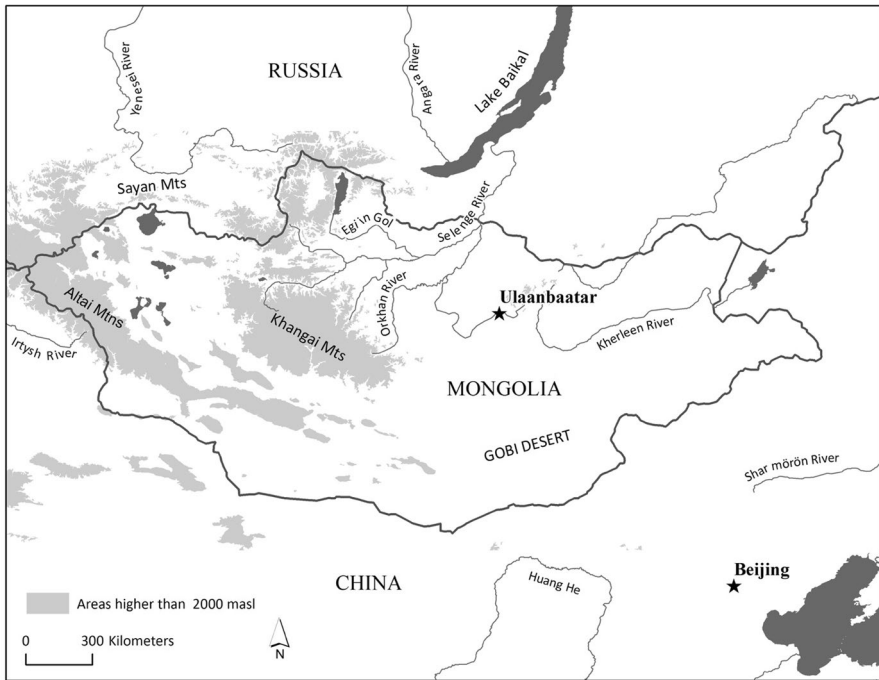 Yenesei River
RUSSIA
Angara River
Lake Baikal
Sayan Mts
Egiin Gol
Selenge River
Altai Mtns
Khangai Mts
Orkhan River
Ulaanbaatar
Kherleen River
Irtysh River
MONGOLIA
GOBI DESERT
Shar mörön River
CHINA
Huang He
Beijing
Areas higher than 2000 masl
0 300 Kilometers
N